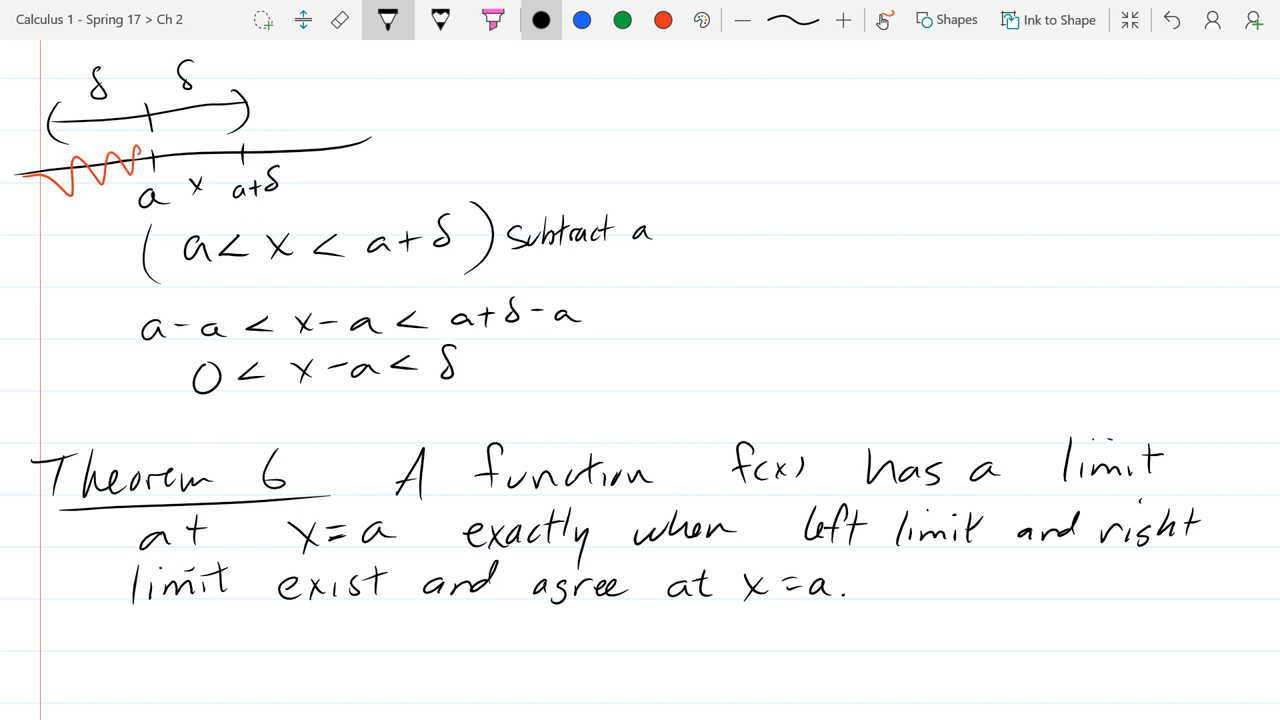 Calculus 1 - Spring 17 > Ch 2
Shapes
Ink to Shape
δ δ
a x a+δ
( a < x < a + δ ) subtract a
a - a < x - a < a + δ - a
0 < x - a < δ
Theorem 6 A function f(x) has a limit
at x = a exactly when left limit and right
limit exist and agree at x = a.